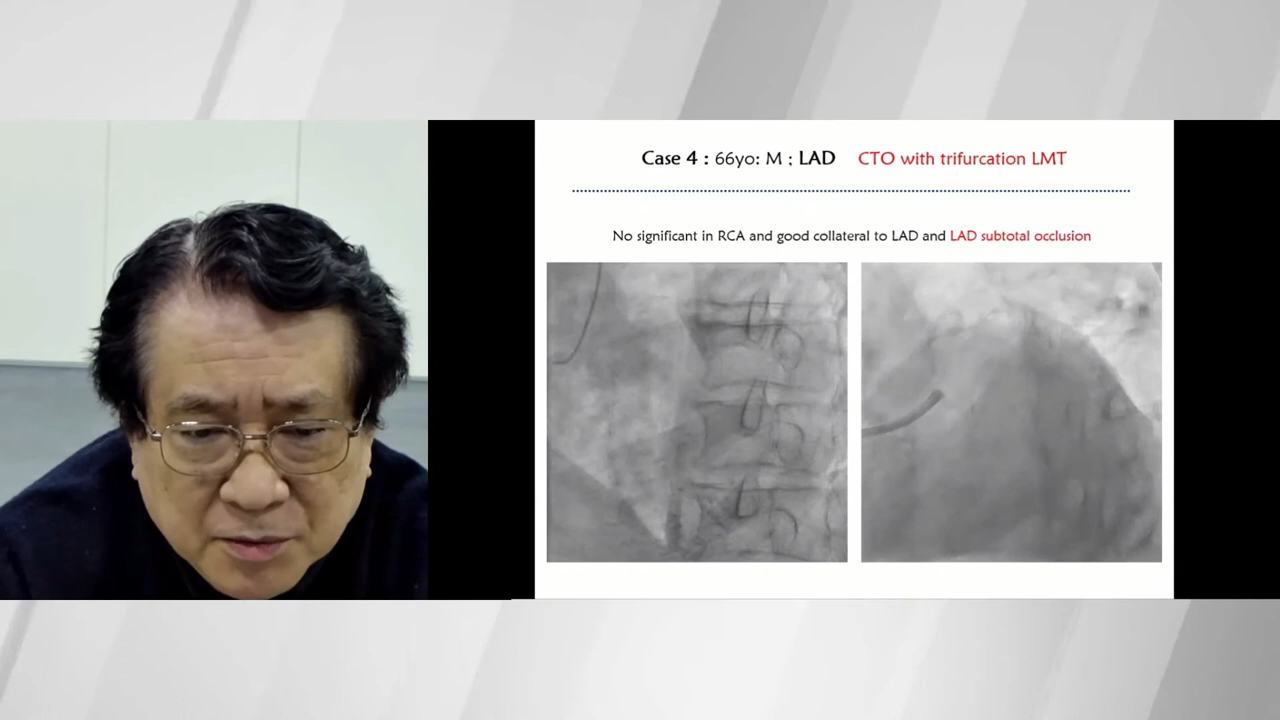 Case 4 : 66yo: M ; LAD CTO with trifurcation LMT
No significant in RCA and good collateral to LAD and LAD subtotal occlusion